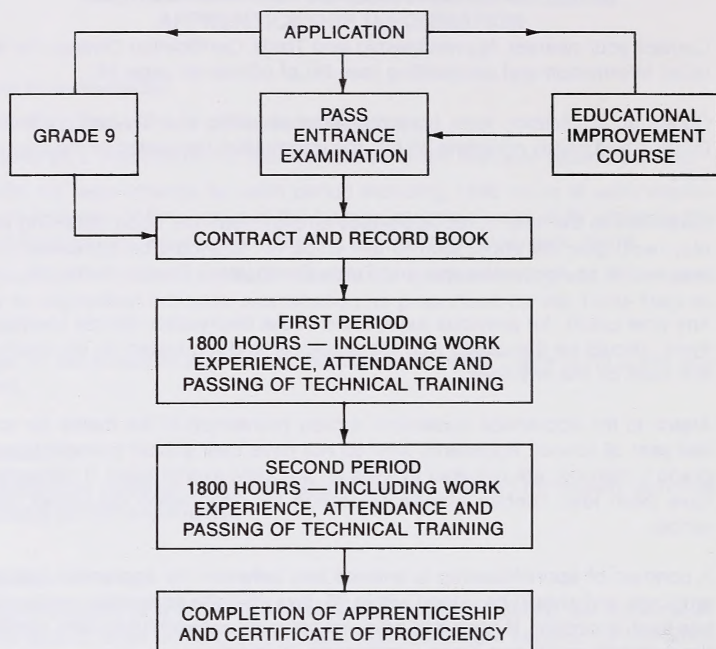 APPLICATION
GRADE 9
PASS
ENTRANCE
EXAMINATION
EDUCATIONAL
IMPROVEMENT
COURSE
CONTRACT AND RECORD BOOK
FIRST PERIOD
1800 HOURS — INCLUDING WORK
EXPERIENCE, ATTENDANCE AND
PASSING OF TECHNICAL TRAINING
SECOND PERIOD
1800 HOURS — INCLUDING WORK
EXPERIENCE, ATTENDANCE AND
PASSING OF TECHNICAL TRAINING
COMPLETION OF APPRENTICESHIP
AND CERTIFICATE OF PROFICIENCY